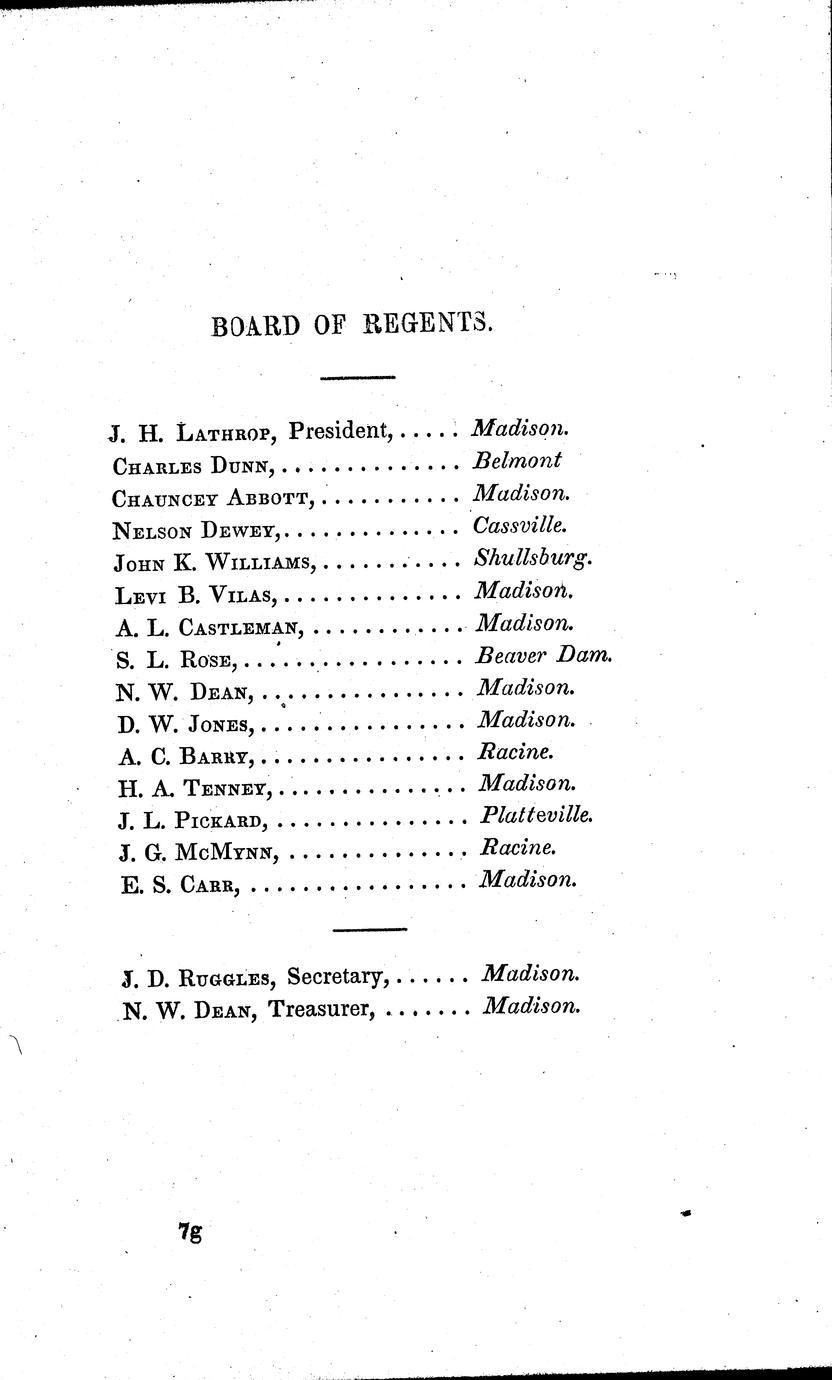 BOARD OF REGENTS.
J. H. LATHROP, President, ..... Madison.
CHARLES DUNN, .............. Belmont
CHAUNCEY ABBOTT, ........... Madison.
NELSON DEWEY, .............. Cassville.
JOHN K. WILLIAMS, ........... Shullsburg.
LEVI B. VILAS, .............. Madison.
A. L. CASTLEMAN, ............ Madison.
S. L. ROSE, ................. Beaver Dam.
N. W. DEAN, ................ Madison.
D. W. JONES, ................ Madison.
A. C. BARRY, ................ Racine.
H. A. TENNEY, ............... Madison.
J. L. PICKARD, ............... Platteville.
J. G. MCMYNN, .............. Racine.
E. S. CARR, ................. Madison.
J. D. RUGGLES, Secretary, ...... Madison.
N. W. DEAN, Treasurer, ....... Madison.
7g